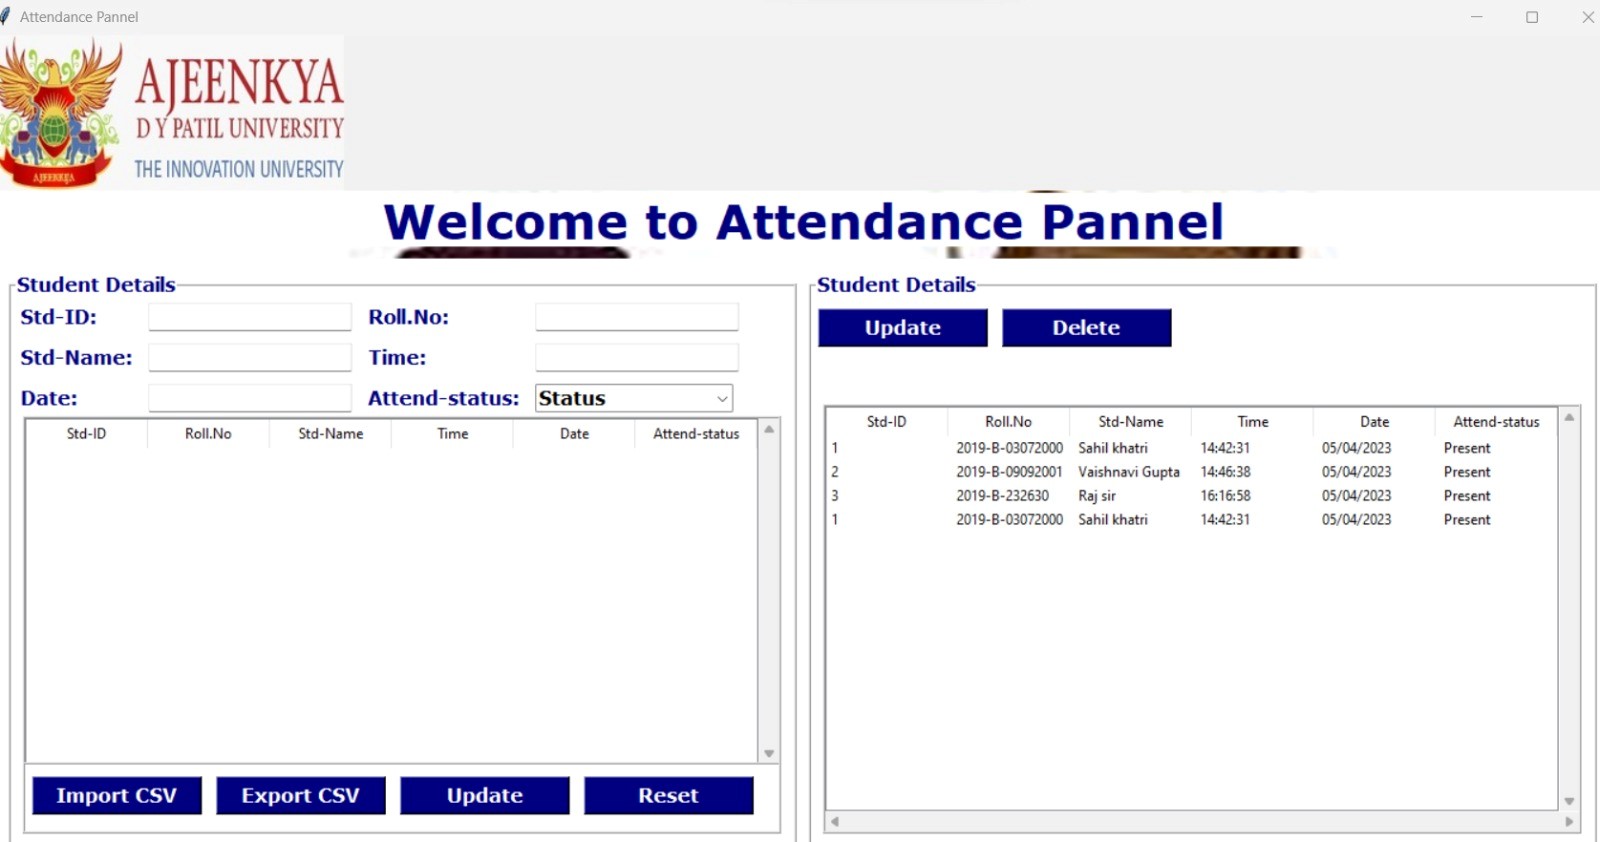 Attendance Pannel
AJEENKYA
D Y PATIL UNIVERSITY
THE INNOVATION UNIVERSITY
AJEENKYA
Welcome to Attendance Pannel
Student Details
Std-ID: Roll.No:
Std-Name: Time:
Date: Attend-status: Status
Std-ID Roll.No Std-Name Time Date Attend-status
Import CSV Export CSV Update Reset
Student Details
Update Delete
Std-ID Roll.No Std-Name Time Date Attend-status
1 2019-B-03072000 Sahil khatri 14:42:31 05/04/2023 Present
2 2019-B-09092001 Vaishnavi Gupta 14:46:38 05/04/2023 Present
3 2019-B-232630 Raj sir 16:16:58 05/04/2023 Present
1 2019-B-03072000 Sahil khatri 14:42:31 05/04/2023 Present